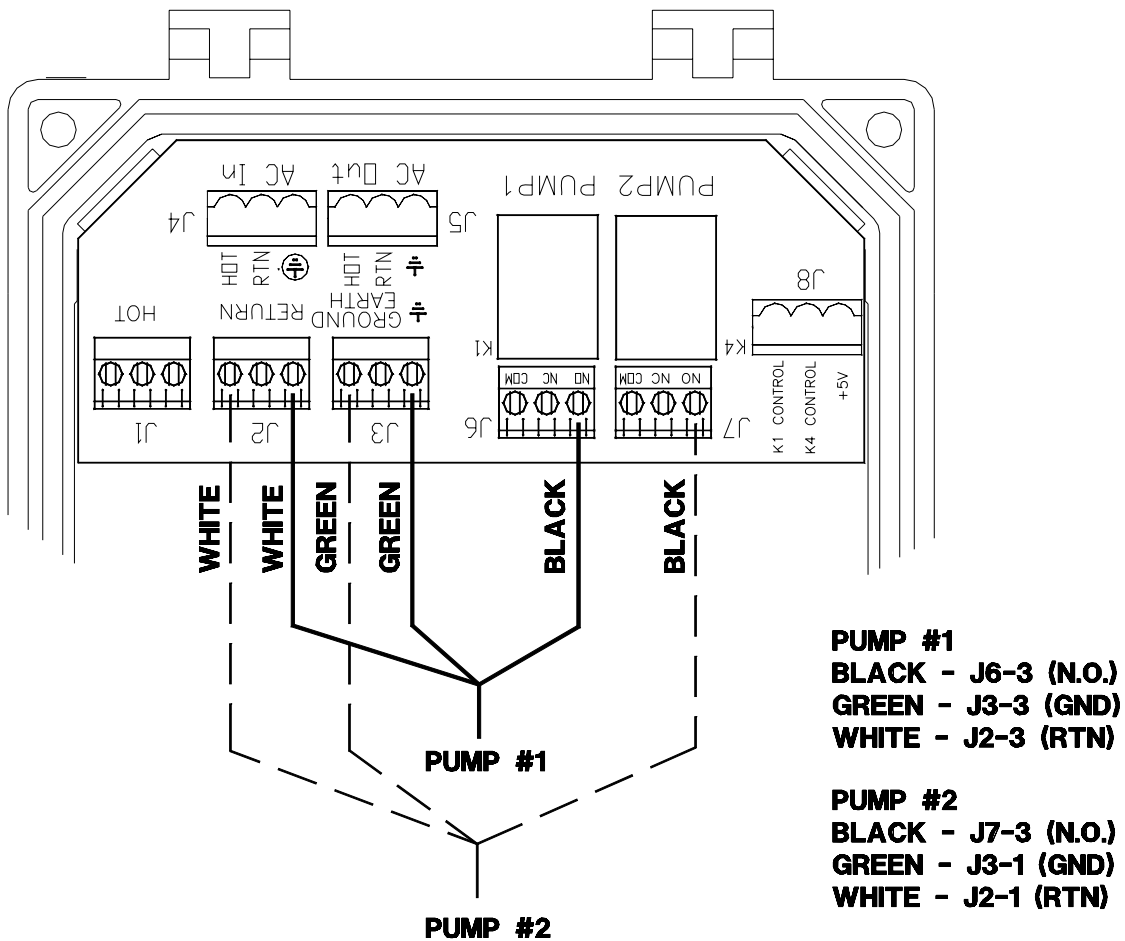 AC In
AC Out
PUMP1
PUMP2
J4
J5
HOT
RTN
HOT
RTN
J8
HOT
RETURN
EARTH
GROUND
K1
K4
COM NC NO
COM NC NO
J1
J2
J3
J6
J7
K1 CONTROL
K4 CONTROL
+5V
WHITE
WHITE
GREEN
GREEN
BLACK
BLACK
PUMP #1
PUMP #2
PUMP #1
BLACK - J6-3 (N.O.)
GREEN - J3-3 (GND)
WHITE - J2-3 (RTN)
PUMP #2
BLACK - J7-3 (N.O.)
GREEN - J3-1 (GND)
WHITE - J2-1 (RTN)